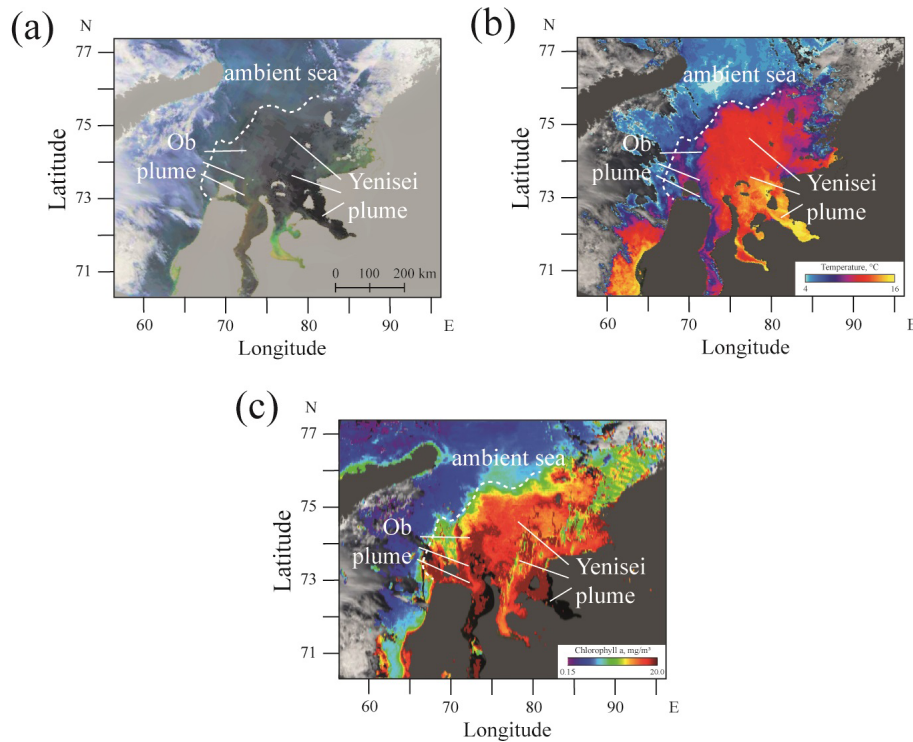 (a)
N
77
75
73
71
Latitude
ambient sea
Ob
plume
Yenisei
plume
0 100 200 km
60 70 80 90 E
Longitude
(b)
N
77
75
73
71
Latitude
ambient sea
Ob
plume
Yenisei
plume
Temperature, °C
4 16
60 70 80 90 E
Longitude
(c)
N
77
75
73
71
Latitude
ambient sea
Ob
plume
Yenisei
plume
Chlorophyll a, mg/m³
0.15 20.0
60 70 80 90 E
Longitude